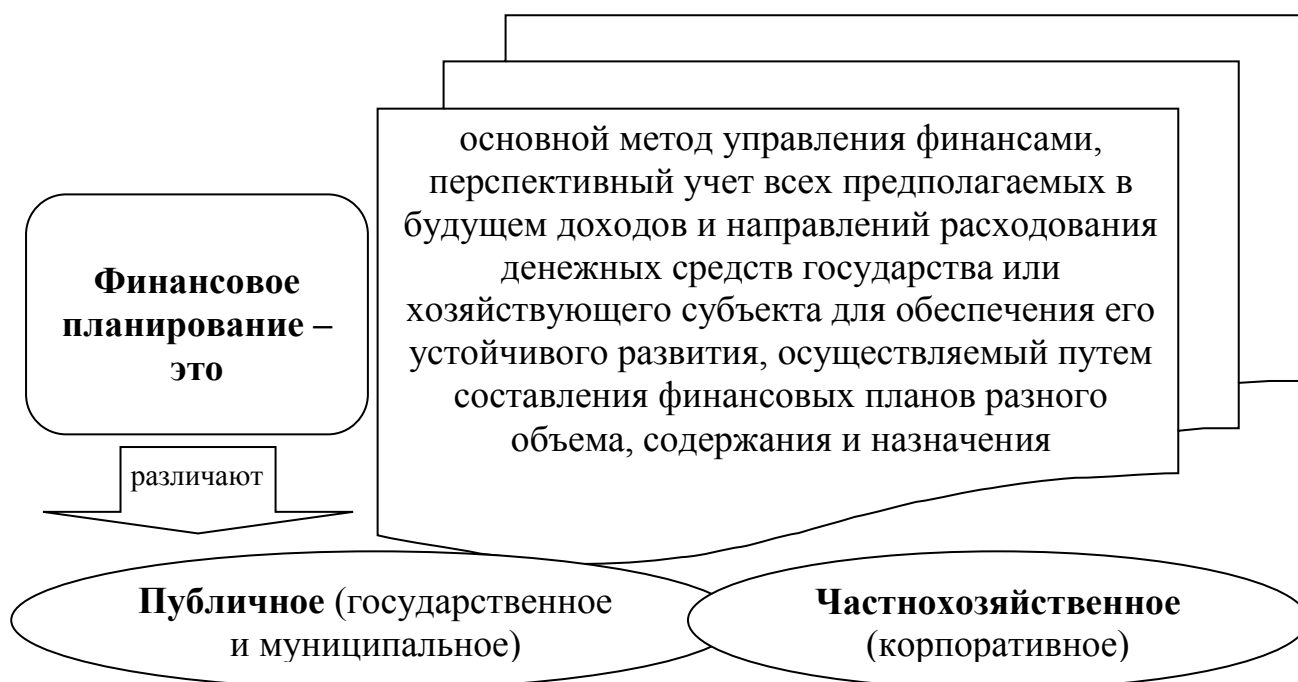 Финансовое
планирование –
это
основной метод управления финансами,
перспективный учет всех предполагаемых в
будущем доходов и направлений расходования
денежных средств государства или
хозяйствующего субъекта для обеспечения его
устойчивого развития, осуществляемый путем
составления финансовых планов разного
объема, содержания и назначения
различают
Публичное (государственное
и муниципальное)
Частнохозяйственное
(корпоративное)